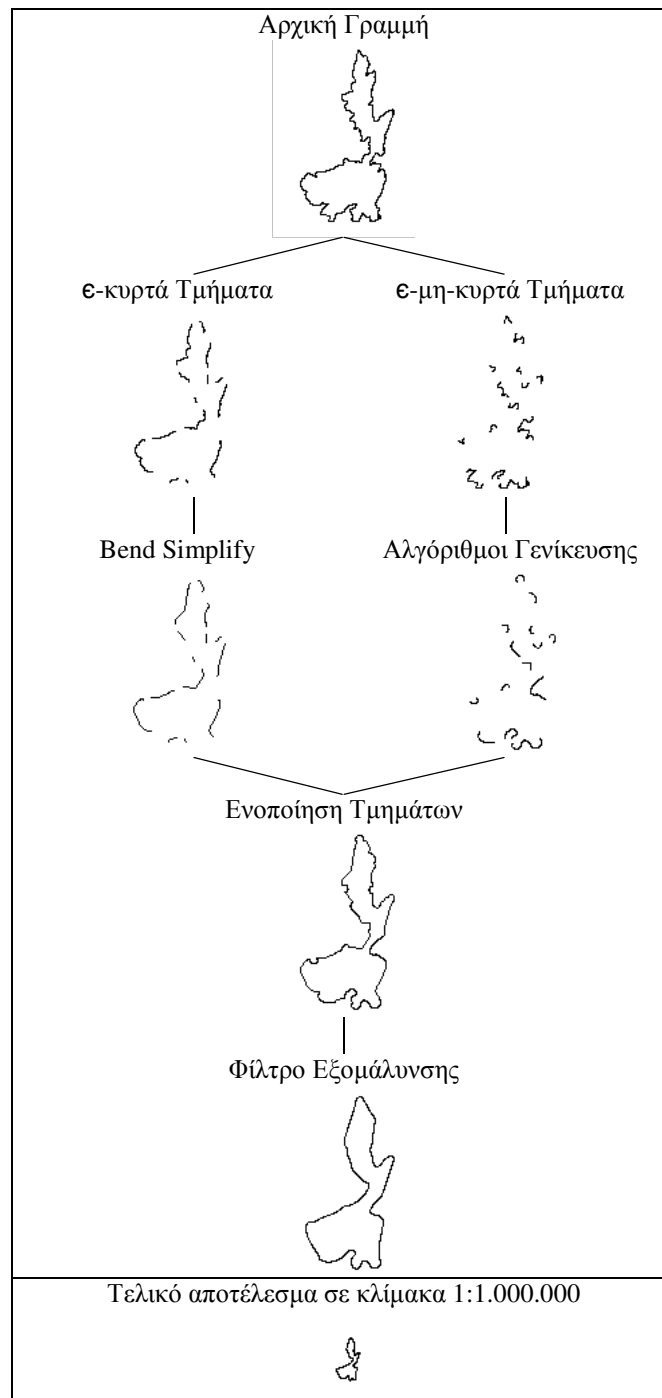 Αρχική Γραμμή
ϵ-κυρτά Τμήματα
ϵ-μη-κυρτά Τμήματα
Bend Simplify
Αλγόριθμοι Γενίκευσης
Ενοποίηση Τμημάτων
Φίλτρο Εξομάλυνσης
Τελικό αποτέλεσμα σε κλίμακα 1:1.000.000